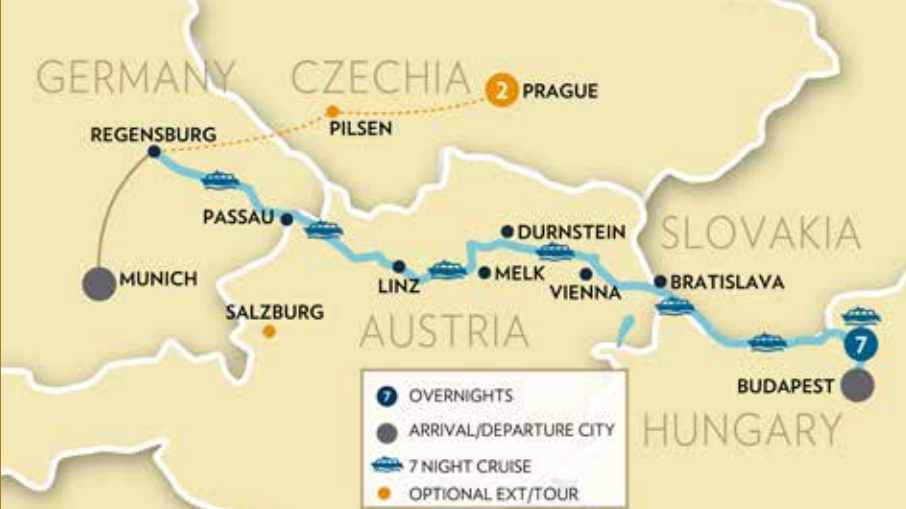 GERMANY
CZECHIA
2 PRAGUE
PILSEN
REGENSBURG
PASSAU
DURNSTEIN
SLOVAKIA
MUNICH
LINZ
MELK
VIENNA
BRATISLAVA
SALZBURG
AUSTRIA
7
BUDAPEST
HUNGARY
7 OVERNIGHTS
ARRIVAL/DEPARTURE CITY
7 NIGHT CRUISE
OPTIONAL EXT/TOUR